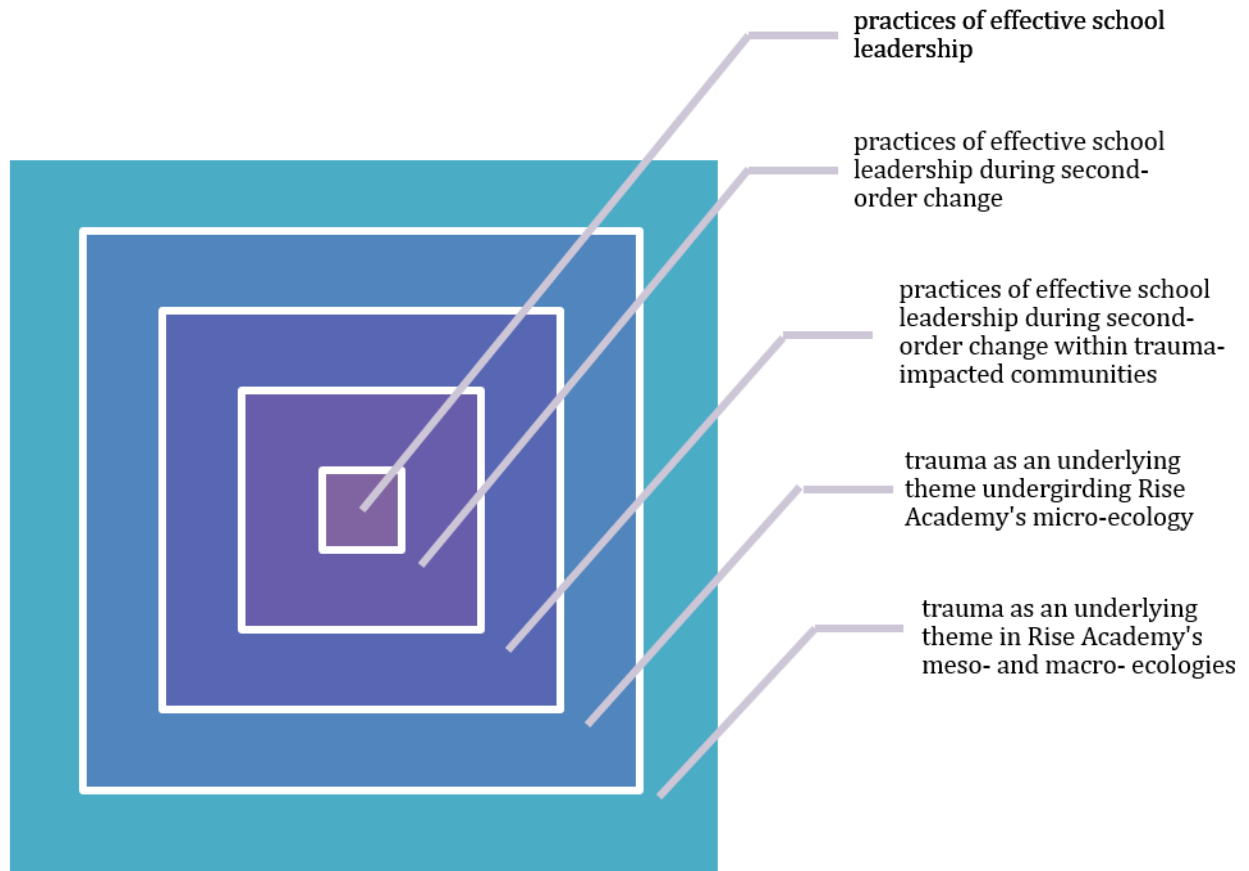 practices of effective school
leadership
practices of effective school
leadership during second-
order change
practices of effective school
leadership during second-
order change within trauma-
impacted communities
trauma as an underlying
theme undergirding Rise
Academy's micro-ecology
trauma as an underlying
theme in Rise Academy's
meso- and macro- ecologies